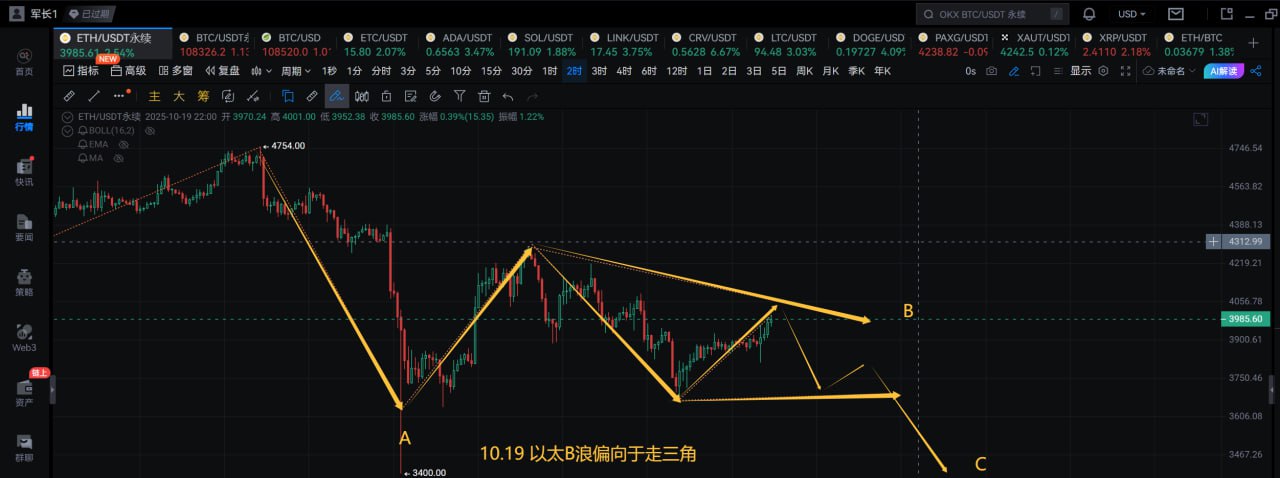 军长1 已过期
OKX BTC/USDT 永续 /
USD
ETH/USDT永续 BTC/USDT永 BTC/USD ETC/USDT ADA/USDT SOL/USDT LINK/USDT CRV/USDT LTC/USDT DOGE/USDT PAXG/USDT XAUT/USDT XRP/USDT ETH/BTC
3985.61 2.54% 108326.2 1.13 108520.0 1.01 15.80 2.07% 0.6563 3.47% 191.09 1.88% 17.45 3.75% 0.5628 6.67% 94.48 3.03% 0.19727 4.09% 4238.82 -0.09 4242.5 0.12% 2.4110 2.18% 0.03679 1.38%
NEW
指标 高级 多窗 复盘 周期 1秒 1分 分时 3分 5分 10分 15分 30分 1时 2时 3时 4时 6时 12时 1日 2日 3日 5日 周K 月K 季K 年K 0s 显示 未命名 AI解读
主 大 筹
首页
行情
快讯
要闻
策略
Web3
链上
资产
群聊
ETH/USDT永续 2025-10-19 22:00 开 3970.24 高 4001.00 低 3952.38 收 3985.60 涨幅 0.39%(15.35) 振幅 1.22%
BOLL(16,2)
EMA
MA
4754.00
4746.54
4563.82
4388.13
4312.99
4219.21
4056.78
3985.60
3900.61
3750.46
3606.08
3467.26
B
A
C
10.19 以太B浪偏向于走三角
3400.00